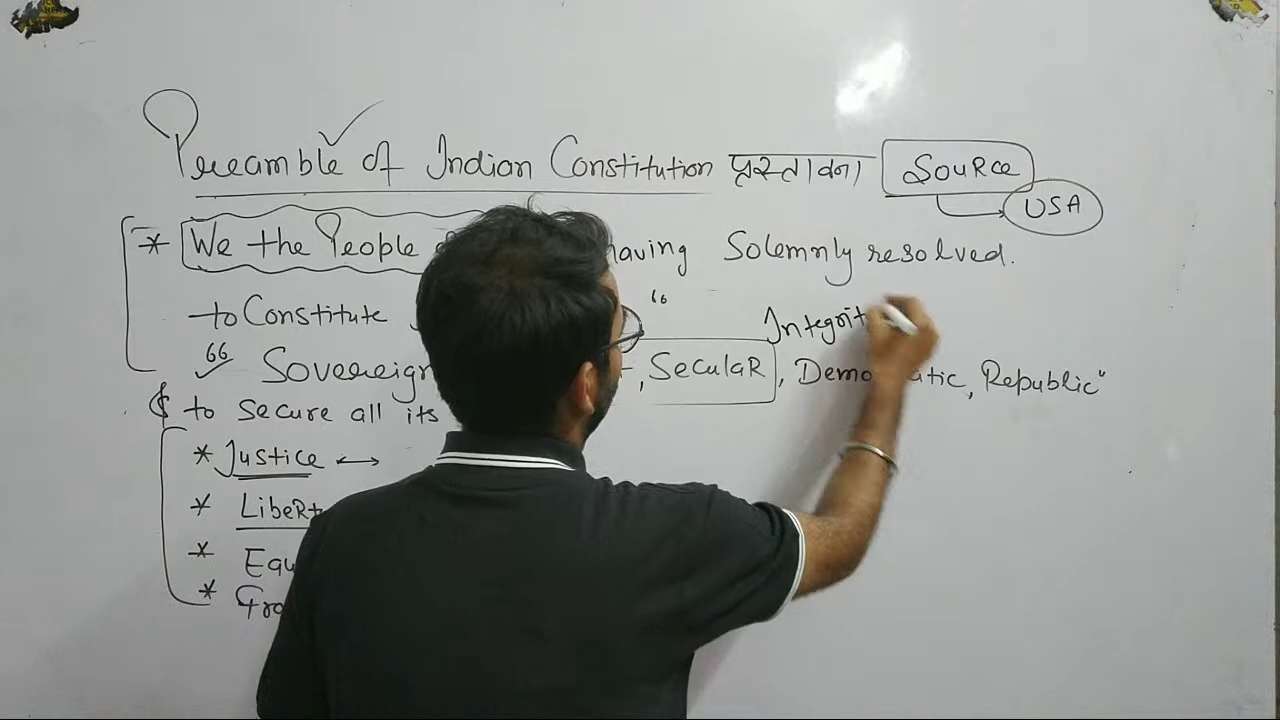 Preamble of Indian Constitution प्रस्तावना Source
USA
* We the People having Solemnly resolved.
to Constitute "
Integrit
" Sovereign , Secular , Democratic, Republic"
& to secure all its
* Justice ↔
* Libert
* Equ
* Fra